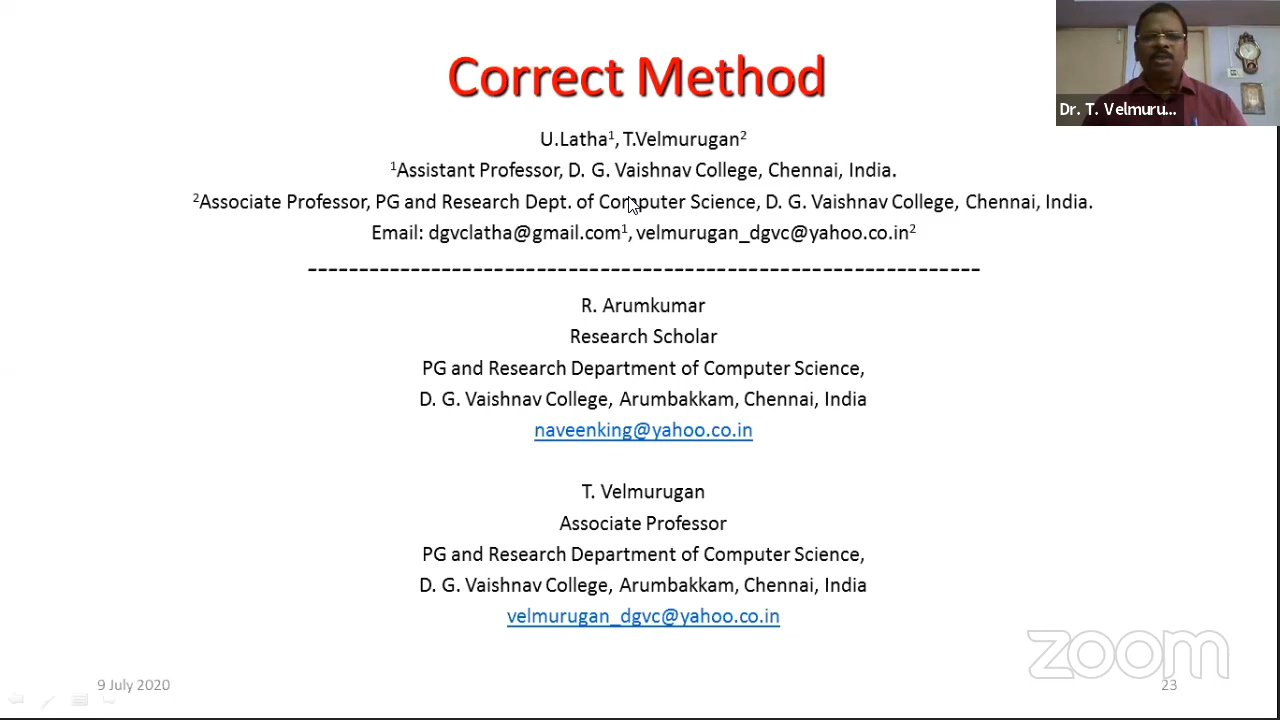 Correct Method
Dr. T. Velmuru...
U.Latha¹, T.Velmurugan²
¹Assistant Professor, D. G. Vaishnav College, Chennai, India.
²Associate Professor, PG and Research Dept. of Computer Science, D. G. Vaishnav College, Chennai, India.
Email: dgvclatha@gmail.com¹, velmurugan_dgvc@yahoo.co.in²
------------------------------------------------------------------
R. Arumkumar
Research Scholar
PG and Research Department of Computer Science,
D. G. Vaishnav College, Arumbakkam, Chennai, India
naveenking@yahoo.co.in
T. Velmurugan
Associate Professor
PG and Research Department of Computer Science,
D. G. Vaishnav College, Arumbakkam, Chennai, India
velmurugan_dgvc@yahoo.co.in
zoom
9 July 2020
23